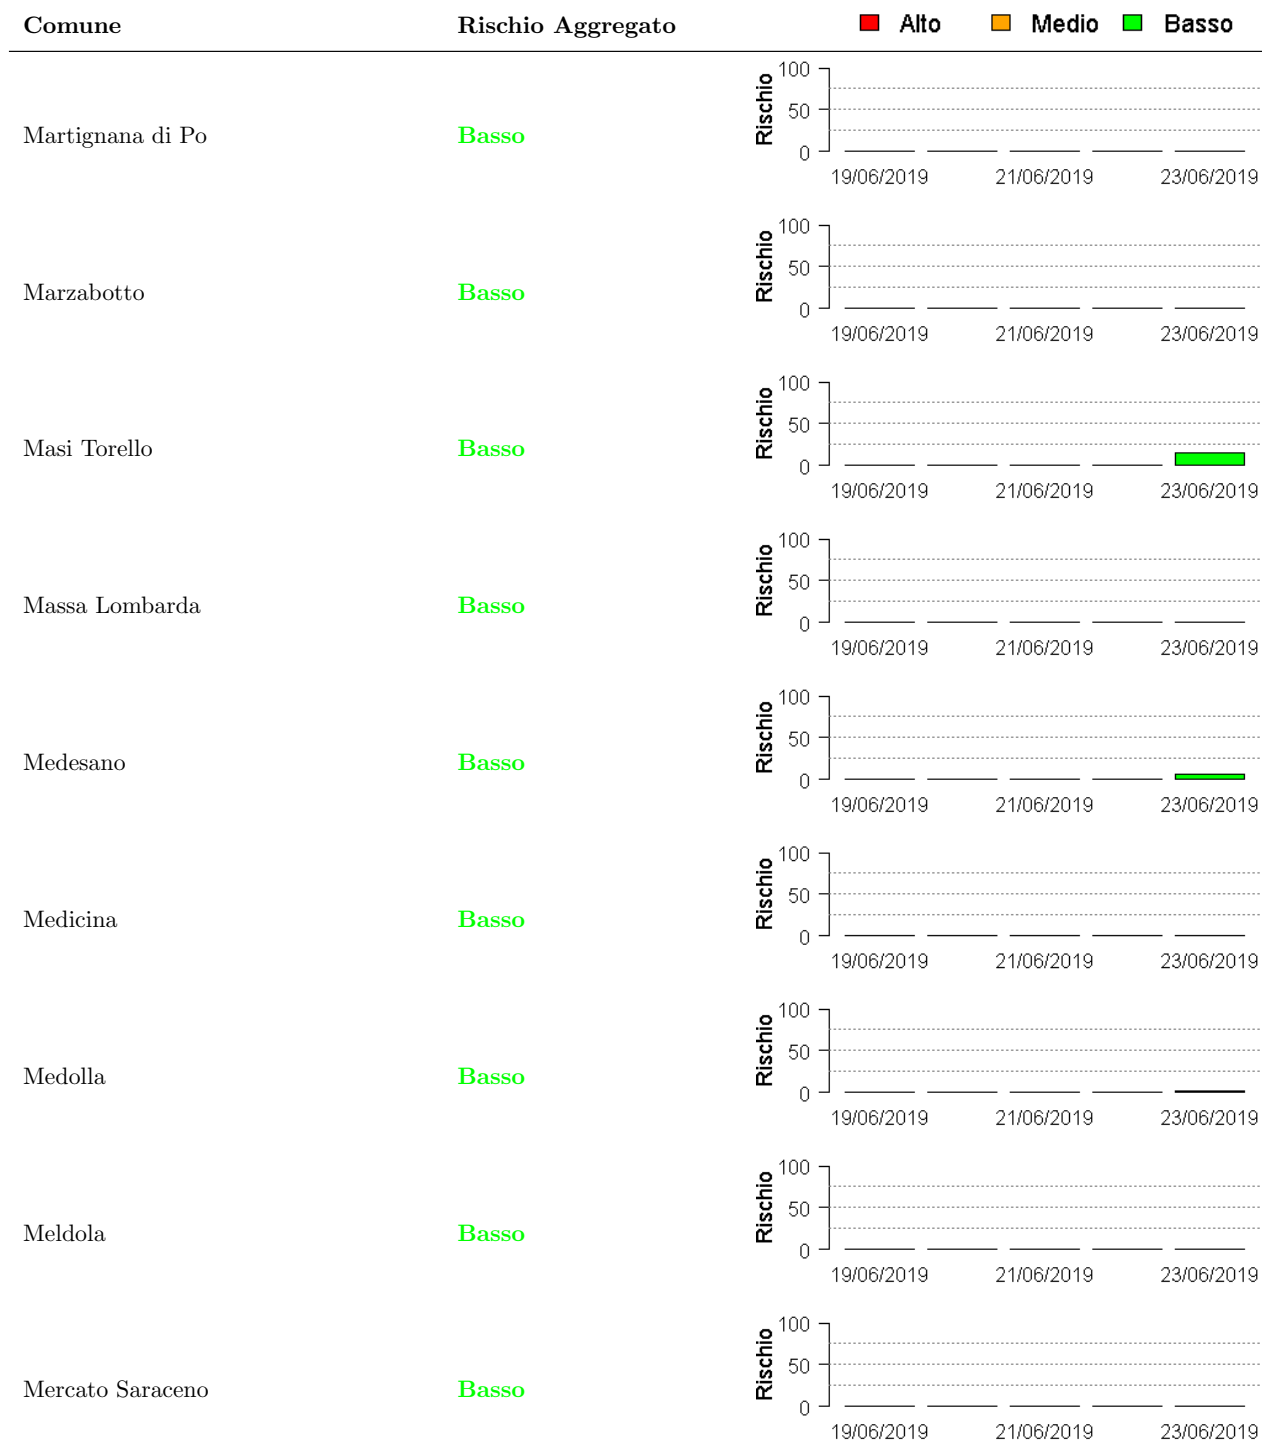 Comune Rischio Aggregato Alto Medio Basso
Martignana di Po Basso Rischio 100 50 0
19/06/2019 21/06/2019 23/06/2019
Marzabotto Basso Rischio 100 50 0
19/06/2019 21/06/2019 23/06/2019
Masi Torello Basso Rischio 100 50 0
19/06/2019 21/06/2019 23/06/2019
Massa Lombarda Basso Rischio 100 50 0
19/06/2019 21/06/2019 23/06/2019
Medesano Basso Rischio 100 50 0
19/06/2019 21/06/2019 23/06/2019
Medicina Basso Rischio 100 50 0
19/06/2019 21/06/2019 23/06/2019
Medolla Basso Rischio 100 50 0
19/06/2019 21/06/2019 23/06/2019
Meldola Basso Rischio 100 50 0
19/06/2019 21/06/2019 23/06/2019
Mercato Saraceno Basso Rischio 100 50 0
19/06/2019 21/06/2019 23/06/2019